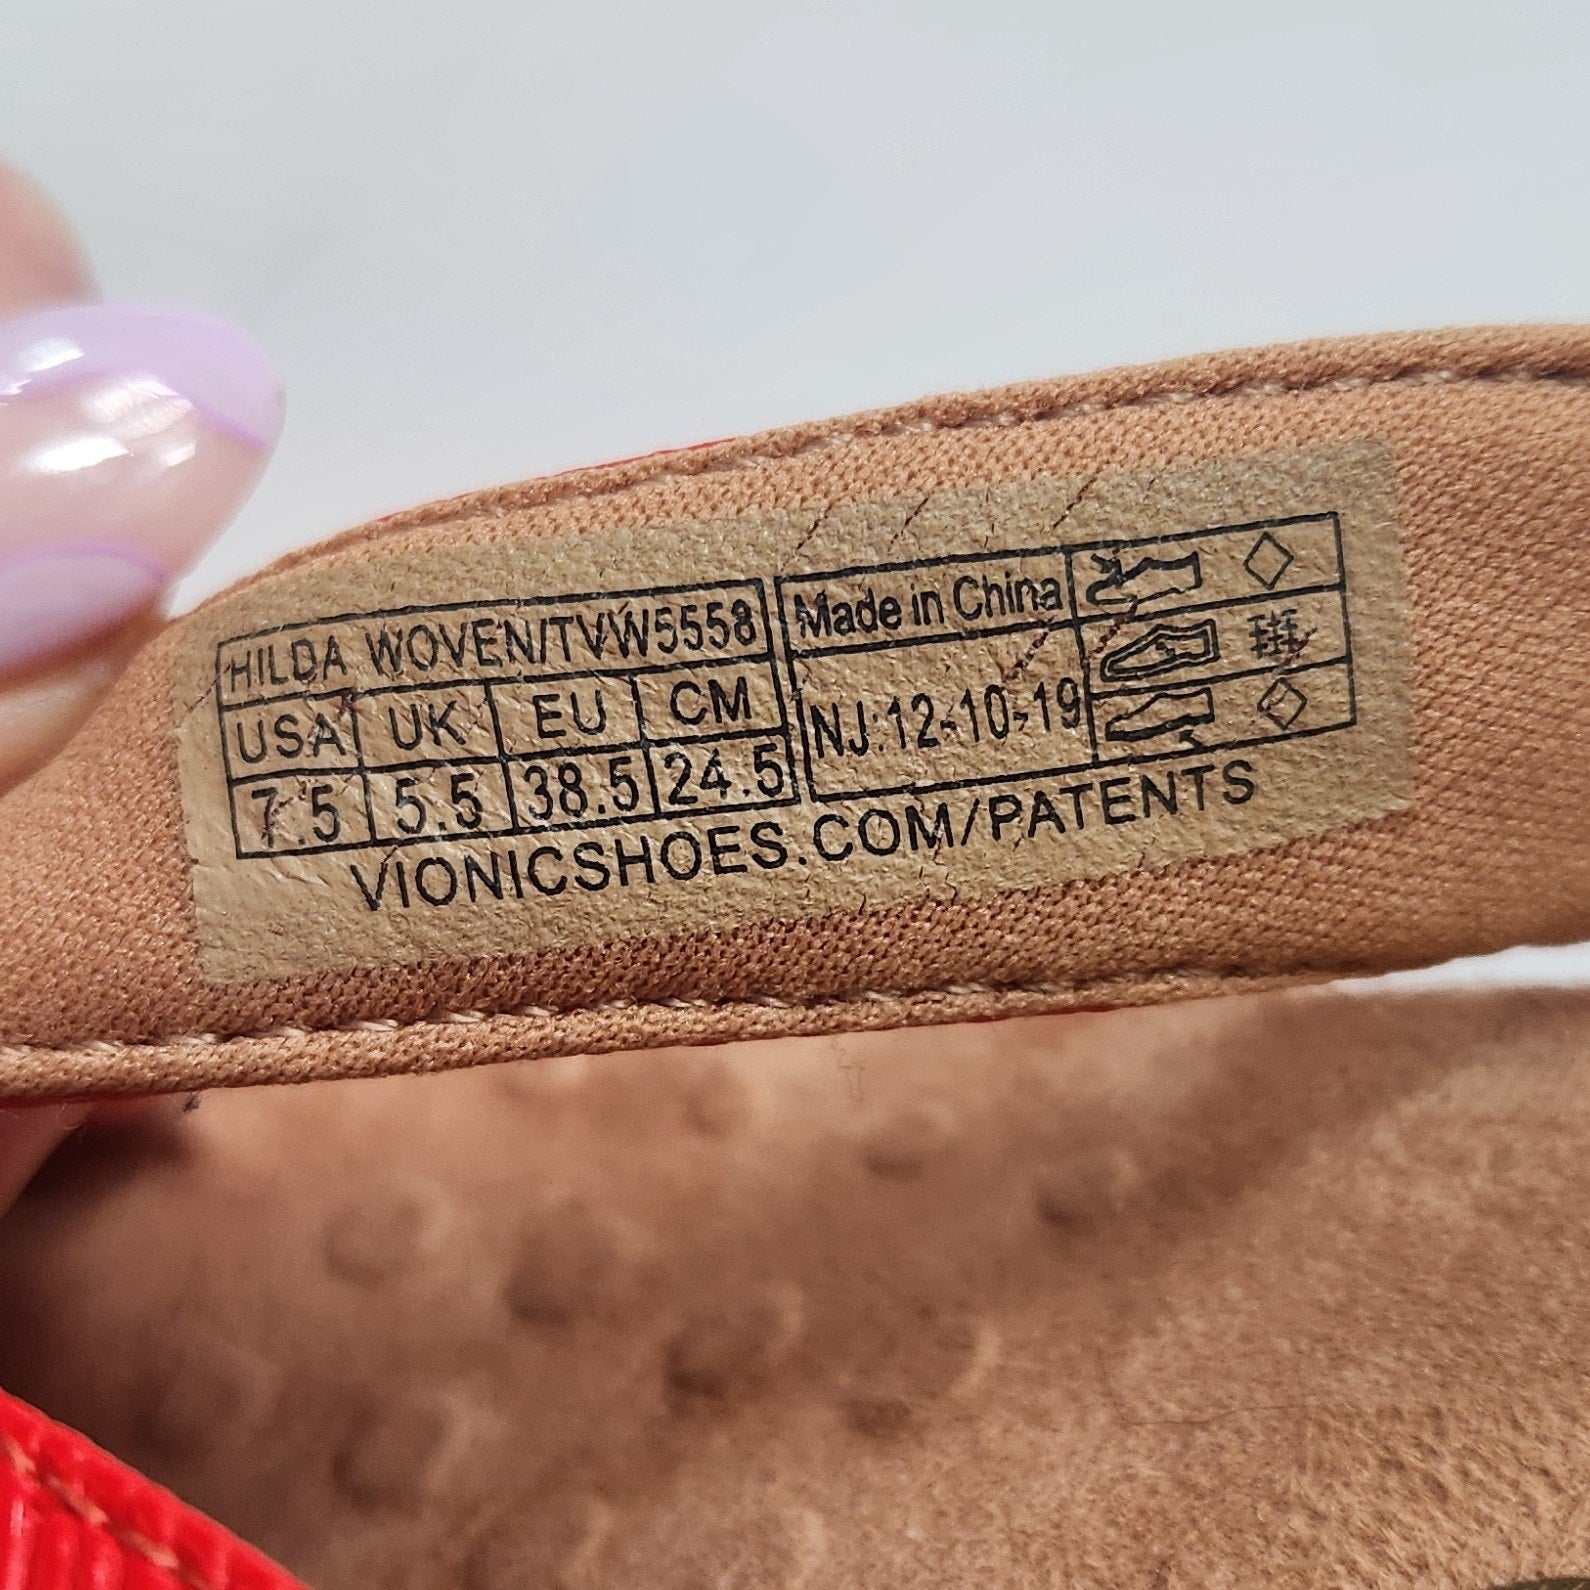 HILDA WOVEN/TVW5558
USA UK EU CM
7.5 5.5 38.5 24.5
Made in China
NJ:12-10-19
VIONICSHOES.COM/PATENTS